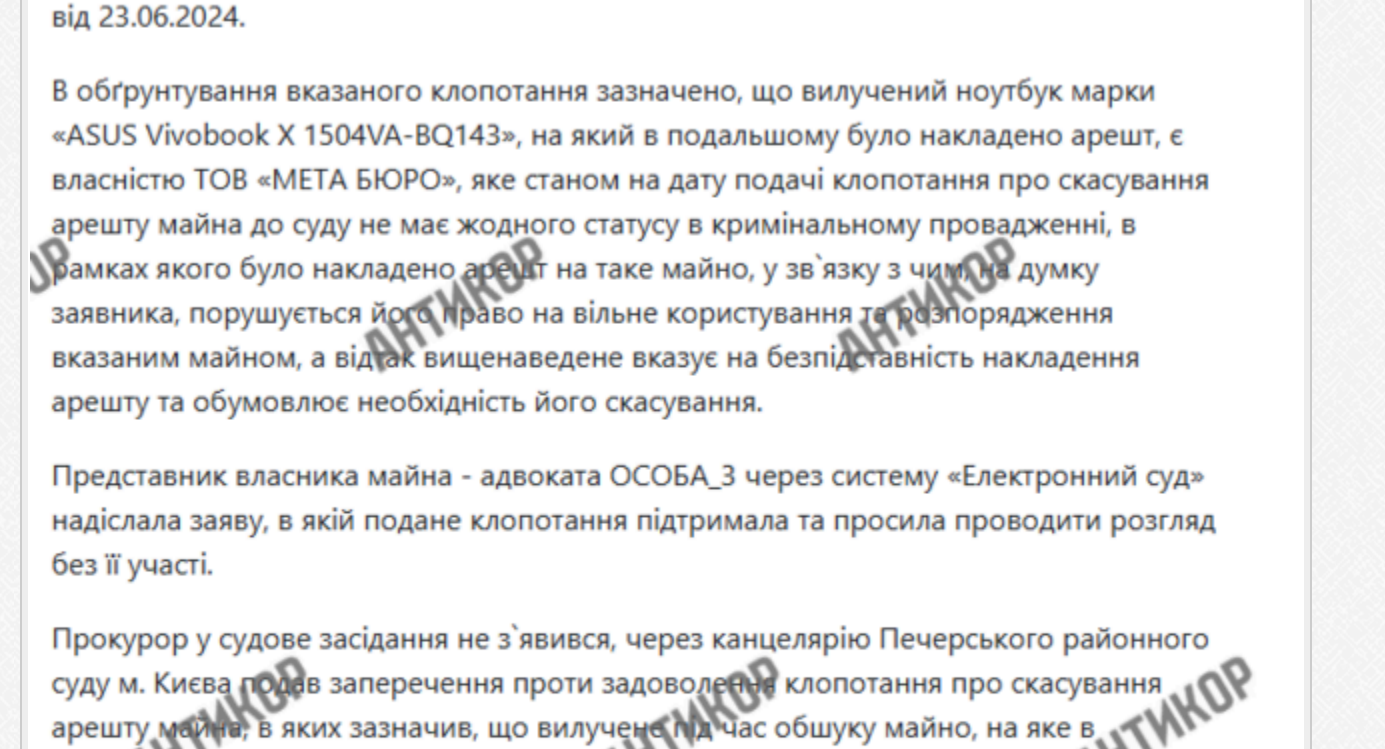 від 23.06.2024.
В обґрунтування вказаного клопотання зазначено, що вилучений ноутбук марки
«ASUS Vivobook X 1504VA-BQ143», на який в подальшому було накладено арешт, є
власністю ТОВ «МЕТА БЮРО», яке станом на дату подачі клопотання про скасування
арешту майна до суду не має жодного статусу в кримінальному провадженні, в
рамках якого було накладено арешт на таке майно, у зв`язку з чим, на думку
заявника, порушується його право на вільне користування та розпорядження
вказаним майном, а відтак вищенаведене вказує на безпідставність накладення
арешту та обумовлює необхідність його скасування.
Представник власника майна - адвоката ОСОБА_3 через систему «Електронний суд»
надіслала заяву, в якій подане клопотання підтримала та просила проводити розгляд
без її участі.
Прокурор у судове засідання не з`явився, через канцелярію Печерського районного
суду м. Києва подав заперечення проти задоволення клопотання про скасування
арешту майна, в яких зазначив, що вилучене під час обшуку майно, на яке в
АНТИКОР
АНТИКОР
АНТИКОР
АНТИКОР
АНТИКОР